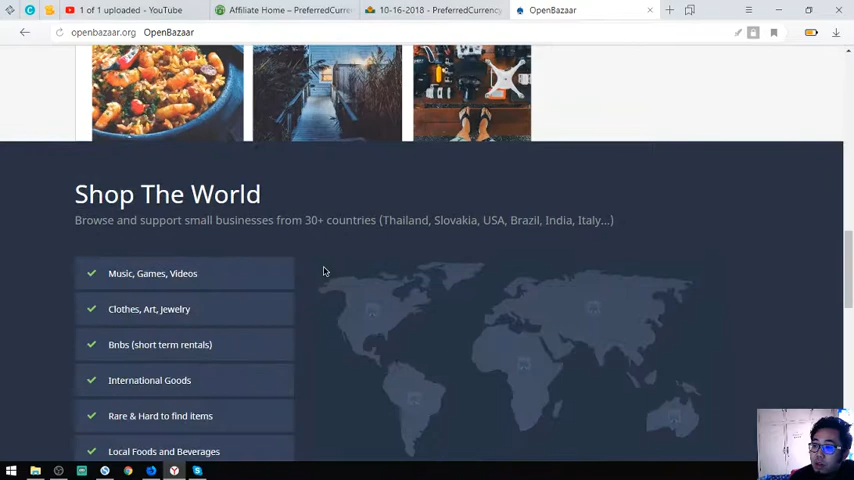 1 of 1 uploaded - YouTube
Affiliate Home – PreferredCurre
10-16-2018 - PreferredCurrency
OpenBazaar
openbazaar.org OpenBazaar
Shop The World
Browse and support small businesses from 30+ countries (Thailand, Slovakia, USA, Brazil, India, Italy...)
Music, Games, Videos
Clothes, Art, Jewelry
Bnbs (short term rentals)
International Goods
Rare & Hard to find items
Local Foods and Beverages